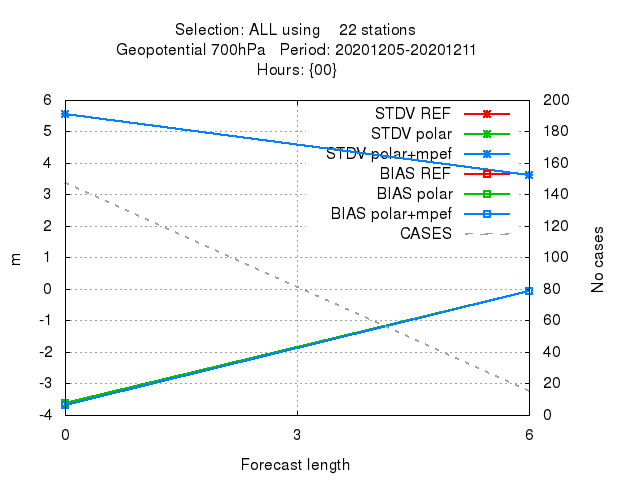 Selection: ALL using    22 stations
Geopotential 700hPa   Period: 20201205-20201211
Hours: {00}
6
5
4
3
2
1
0
-1
-2
-3
-4
m
200
180
160
140
120
100
80
60
40
20
0
No cases
STDV REF
STDV polar
STDV polar+mpef
BIAS REF
BIAS polar
BIAS polar+mpef
CASES
0 3 6
Forecast length